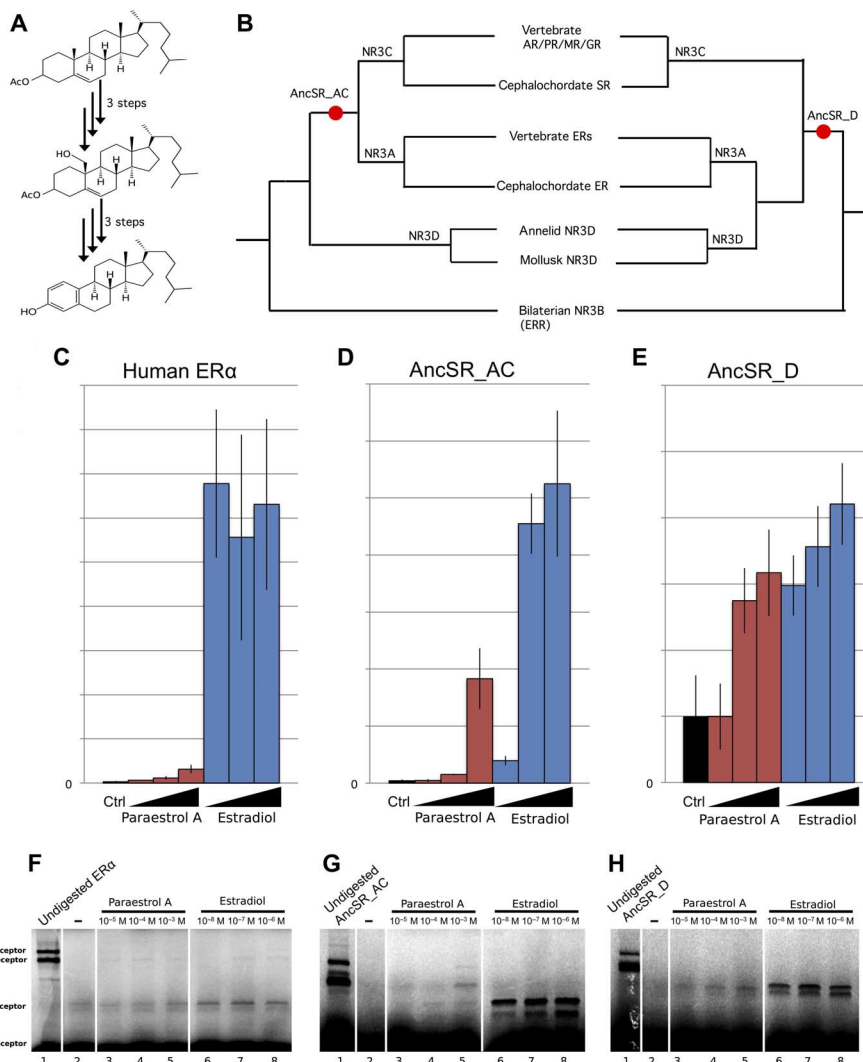 A
H
H
H
AcO
3 steps
HO
H
H
H
AcO
3 steps
H
H
H
HO
B
NR3C
Vertebrate
AR/PR/MR/GR
NR3C
AncSR_AC
Cephalochordate SR
AncSR_D
NR3A
Vertebrate ERs
NR3A
Cephalochordate ER
NR3D
Annelid NR3D
NR3D
Mollusk NR3D
Bilaterian NR3B
(ERR)
C
Human ERα
0
Ctrl
Paraestrol A
Estradiol
D
AncSR_AC
0
Ctrl
Paraestrol A
Estradiol
E
AncSR_D
0
Ctrl
Paraestrol A
Estradiol
F
Undigested ERα
–
Paraestrol A
Estradiol
10⁻⁵ M 10⁻⁴ M 10⁻³ M
10⁻⁸ M 10⁻⁷ M 10⁻⁶ M
ceptor
ceptor
ceptor
ceptor
1 2 3 4 5 6 7 8
G
Undigested
AncSR_AC
–
Paraestrol A
Estradiol
10⁻⁵ M 10⁻⁴ M 10⁻³ M
10⁻⁸ M 10⁻⁷ M 10⁻⁶ M
1 2 3 4 5 6 7 8
H
Undigested
AncSR_D
–
Paraestrol A
Estradiol
10⁻⁵ M 10⁻⁴ M 10⁻³ M
10⁻⁸ M 10⁻⁷ M 10⁻⁶ M
1 2 3 4 5 6 7 8